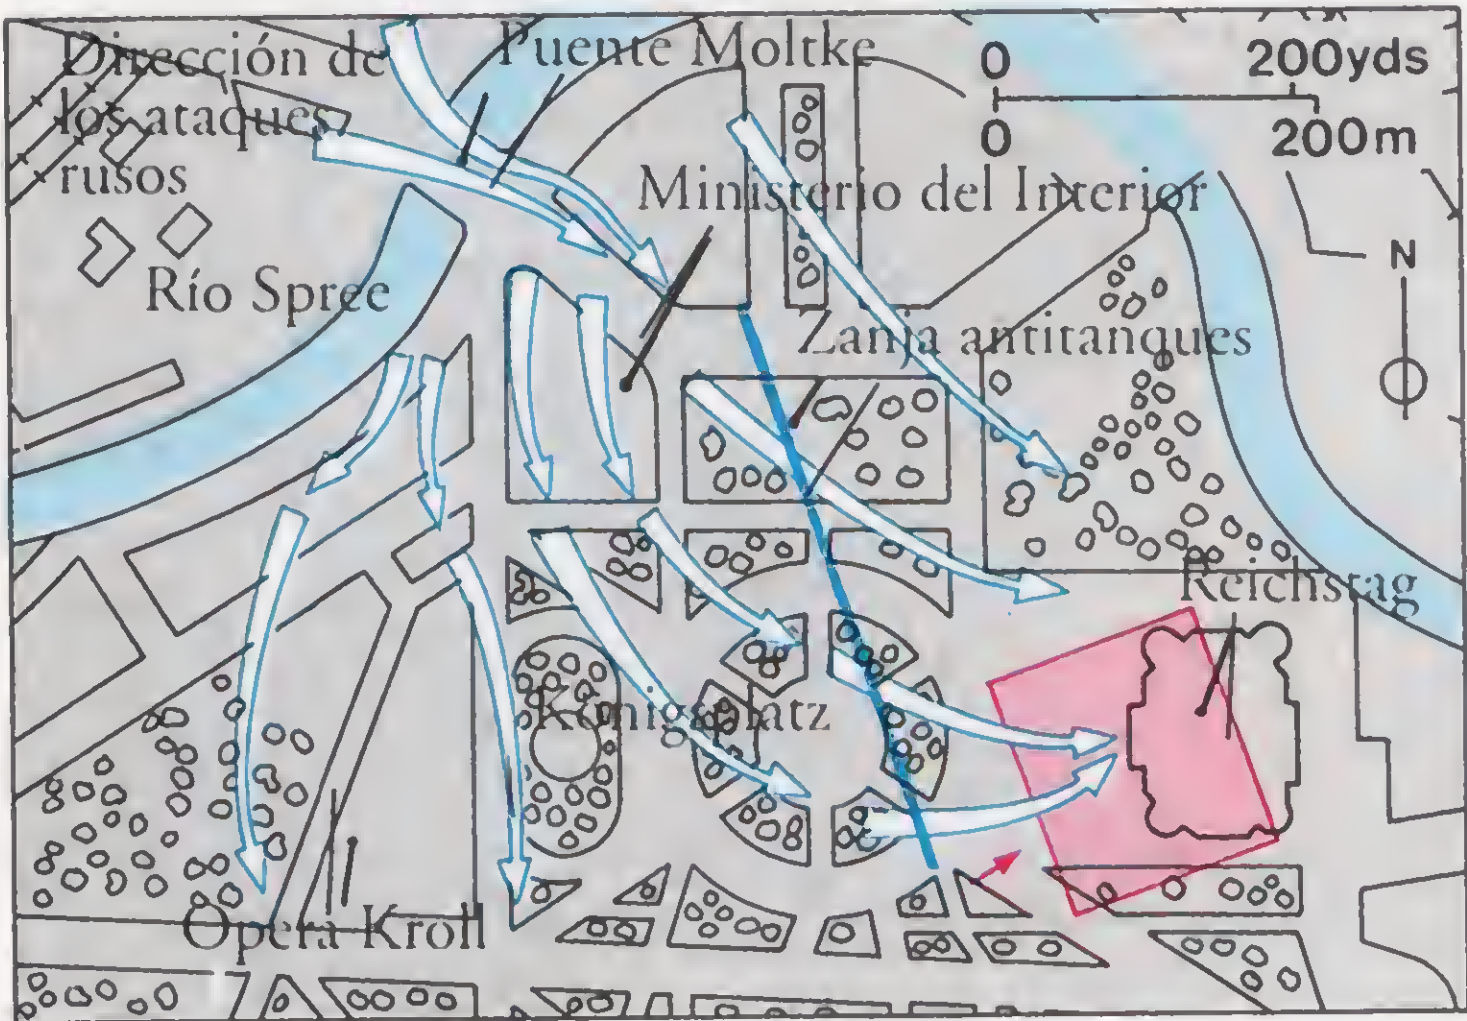 Dirección de
los ataques
rusos
Puente Moltke
0 200yds
0 200m
Ministerio del Interior
N
Río Spree
Zanja antitanques
Reichstag
Königsplatz
Opera Kroll